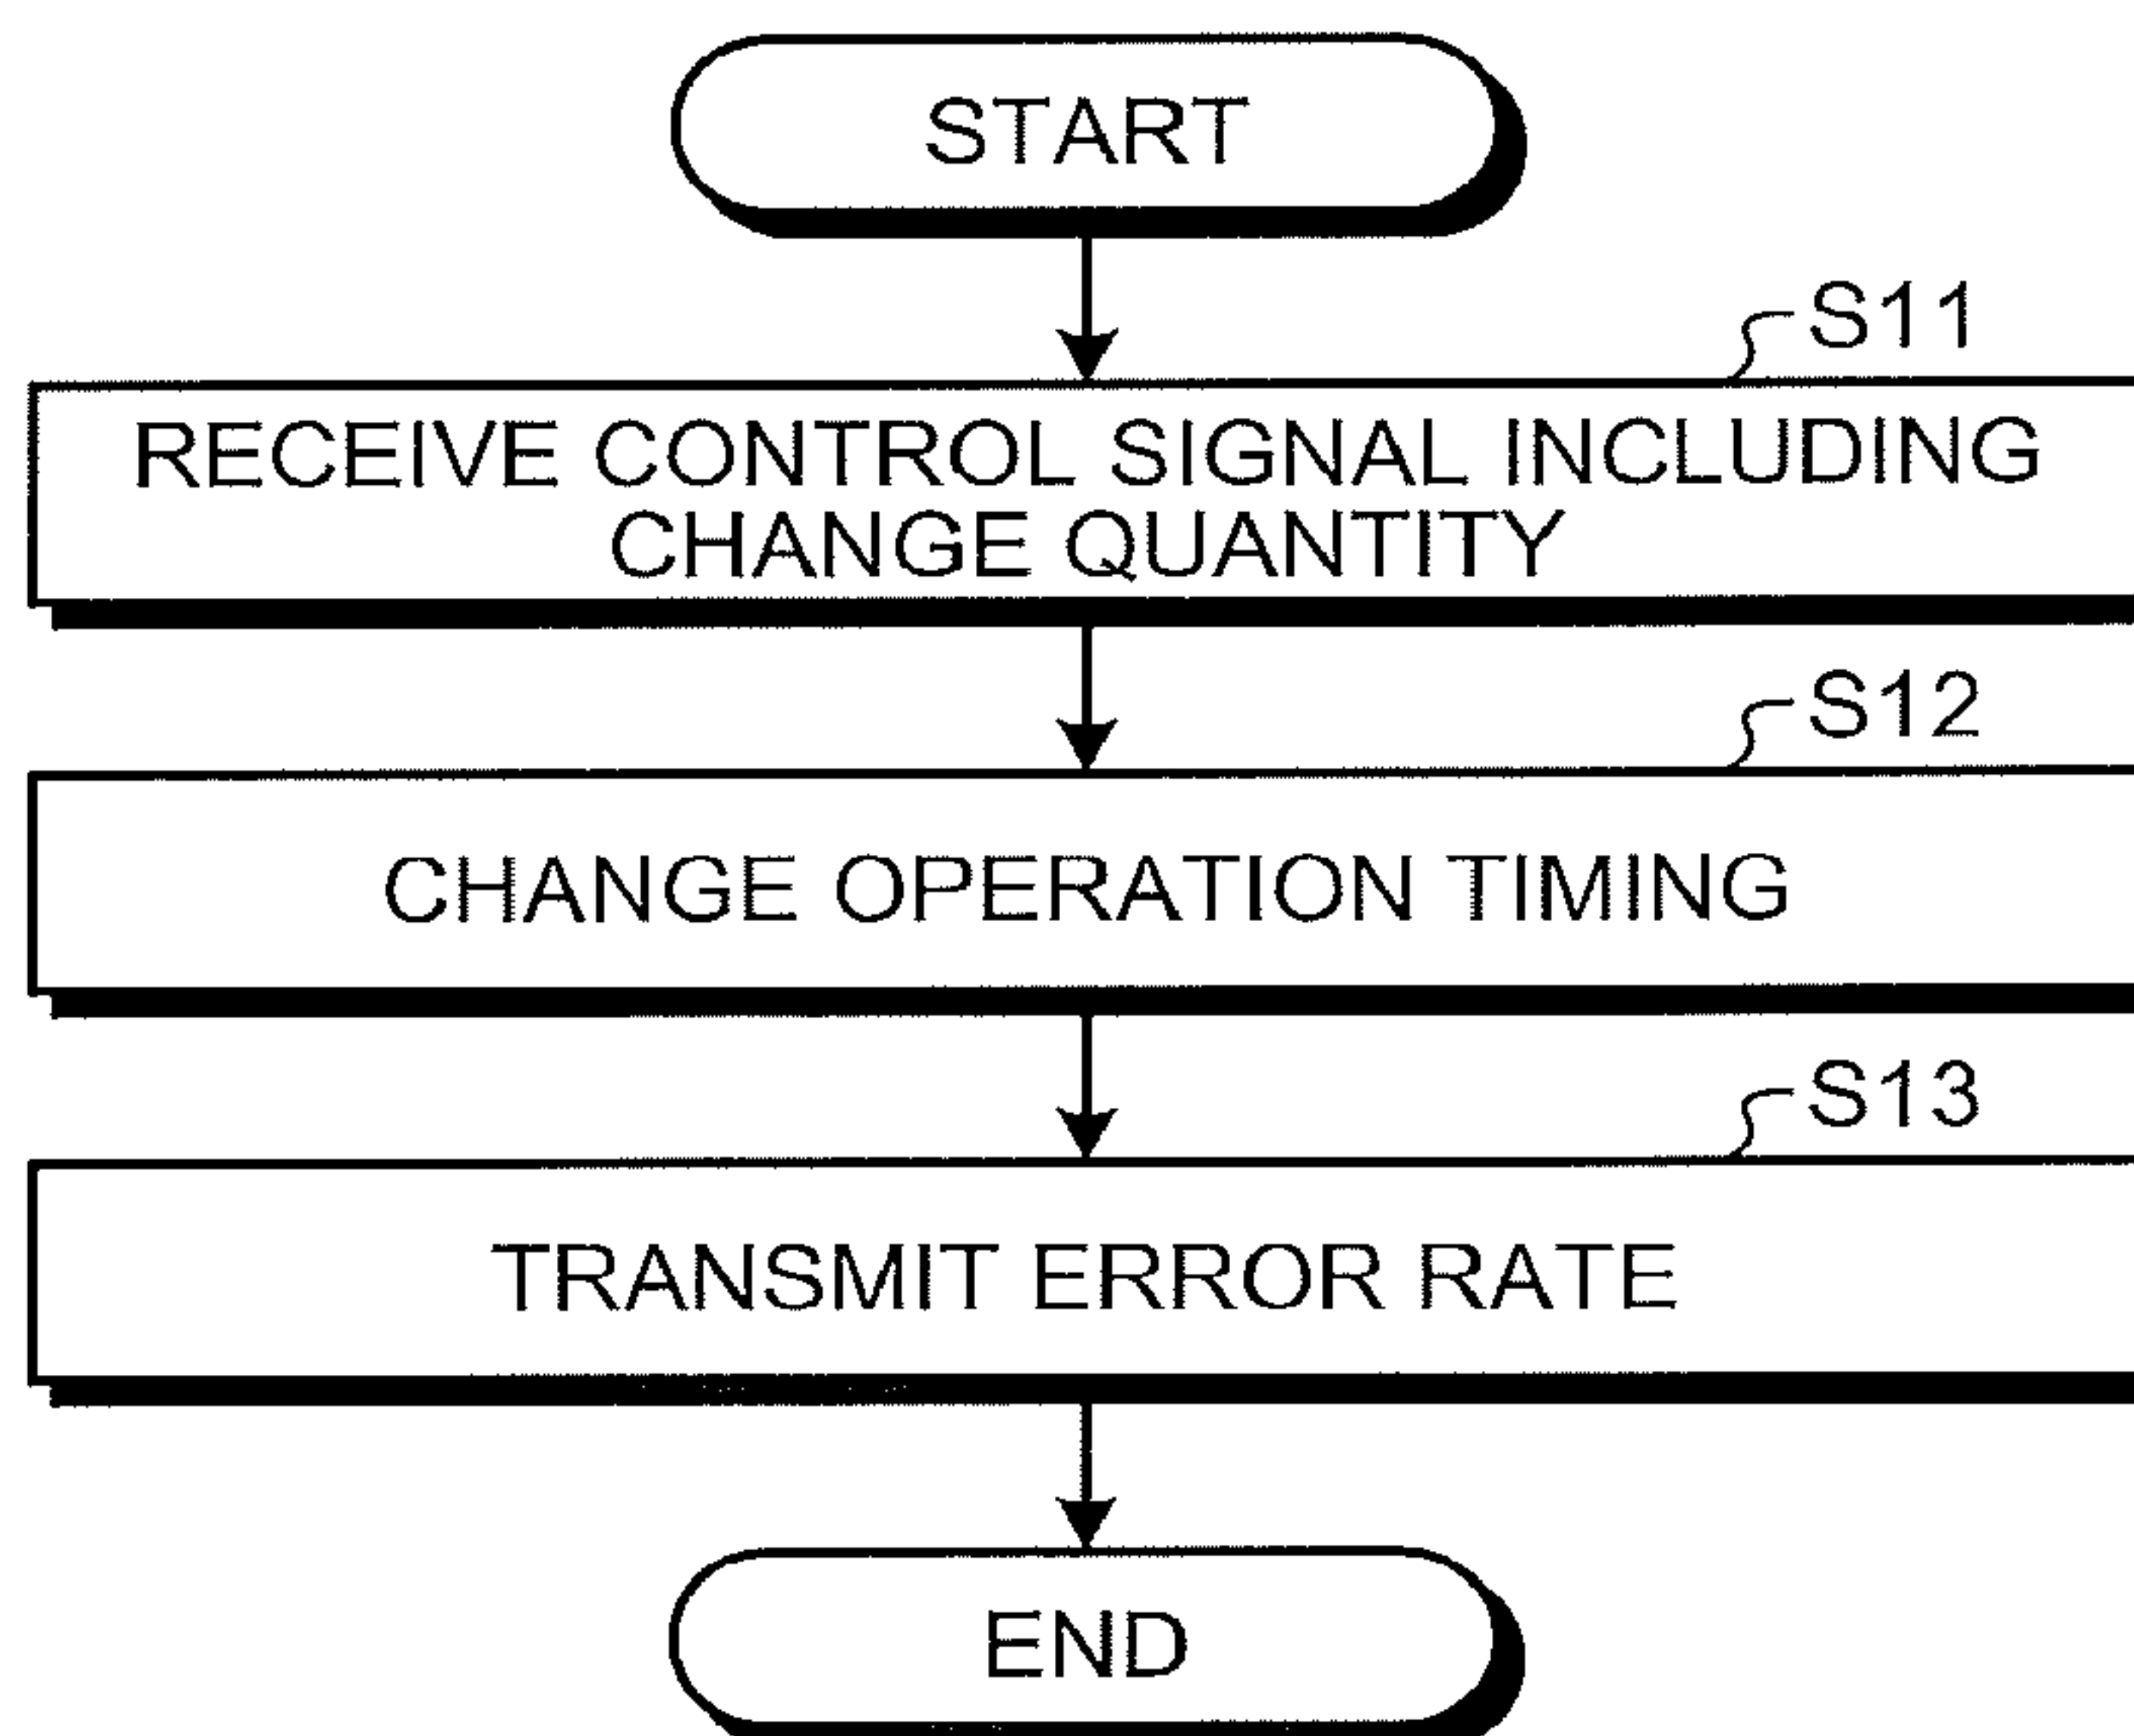 START
S11
RECEIVE CONTROL SIGNAL INCLUDING
CHANGE QUANTITY
S12
CHANGE OPERATION TIMING
S13
TRANSMIT ERROR RATE
END